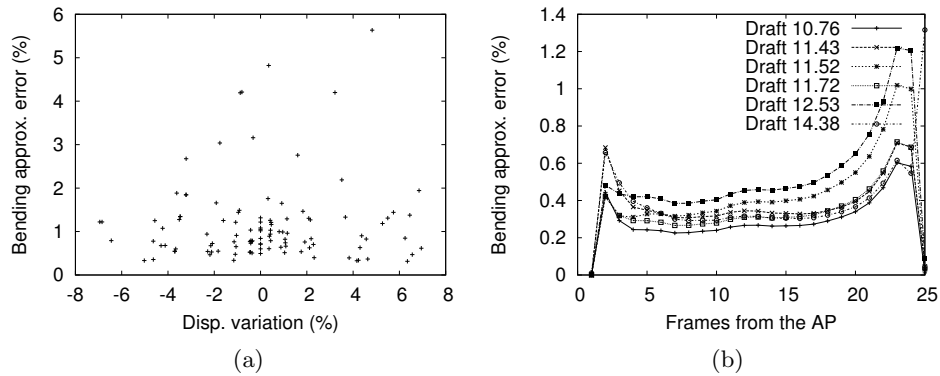 6
5
4
3
2
1
0
-8 -6 -4 -2 0 2 4 6 8
Bending approx. error (%)
Disp. variation (%)
(a)
1.4
1.2
1
0.8
0.6
0.4
0.2
0
0 5 10 15 20 25
Bending approx. error (%)
Draft 10.76
Draft 11.43
Draft 11.52
Draft 11.72
Draft 12.53
Draft 14.38
Frames from the AP
(b)